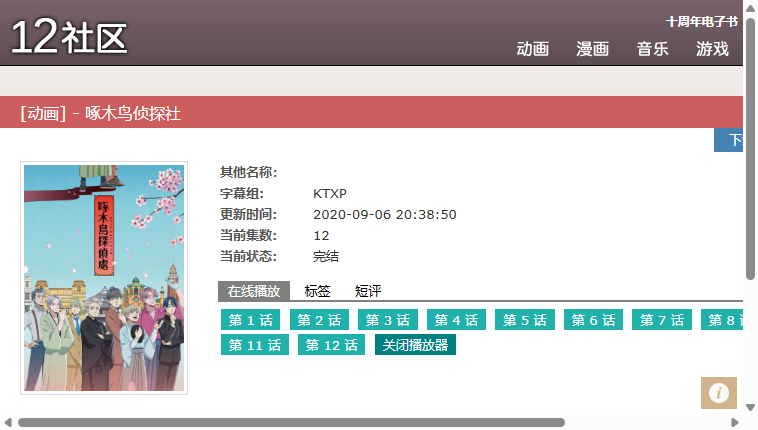 12社区
十周年电子书
动画 漫画 音乐 游戏
[动画] - 啄木鸟侦探社
啄木鳥探偵處
其他名称:
字幕组: KTXP
更新时间: 2020-09-06 20:38:50
当前集数: 12
当前状态: 完结
在线播放 标签 短评
第 1 话 第 2 话 第 3 话 第 4 话 第 5 话 第 6 话 第 7 话 第 8
第 11 话 第 12 话 关闭播放器